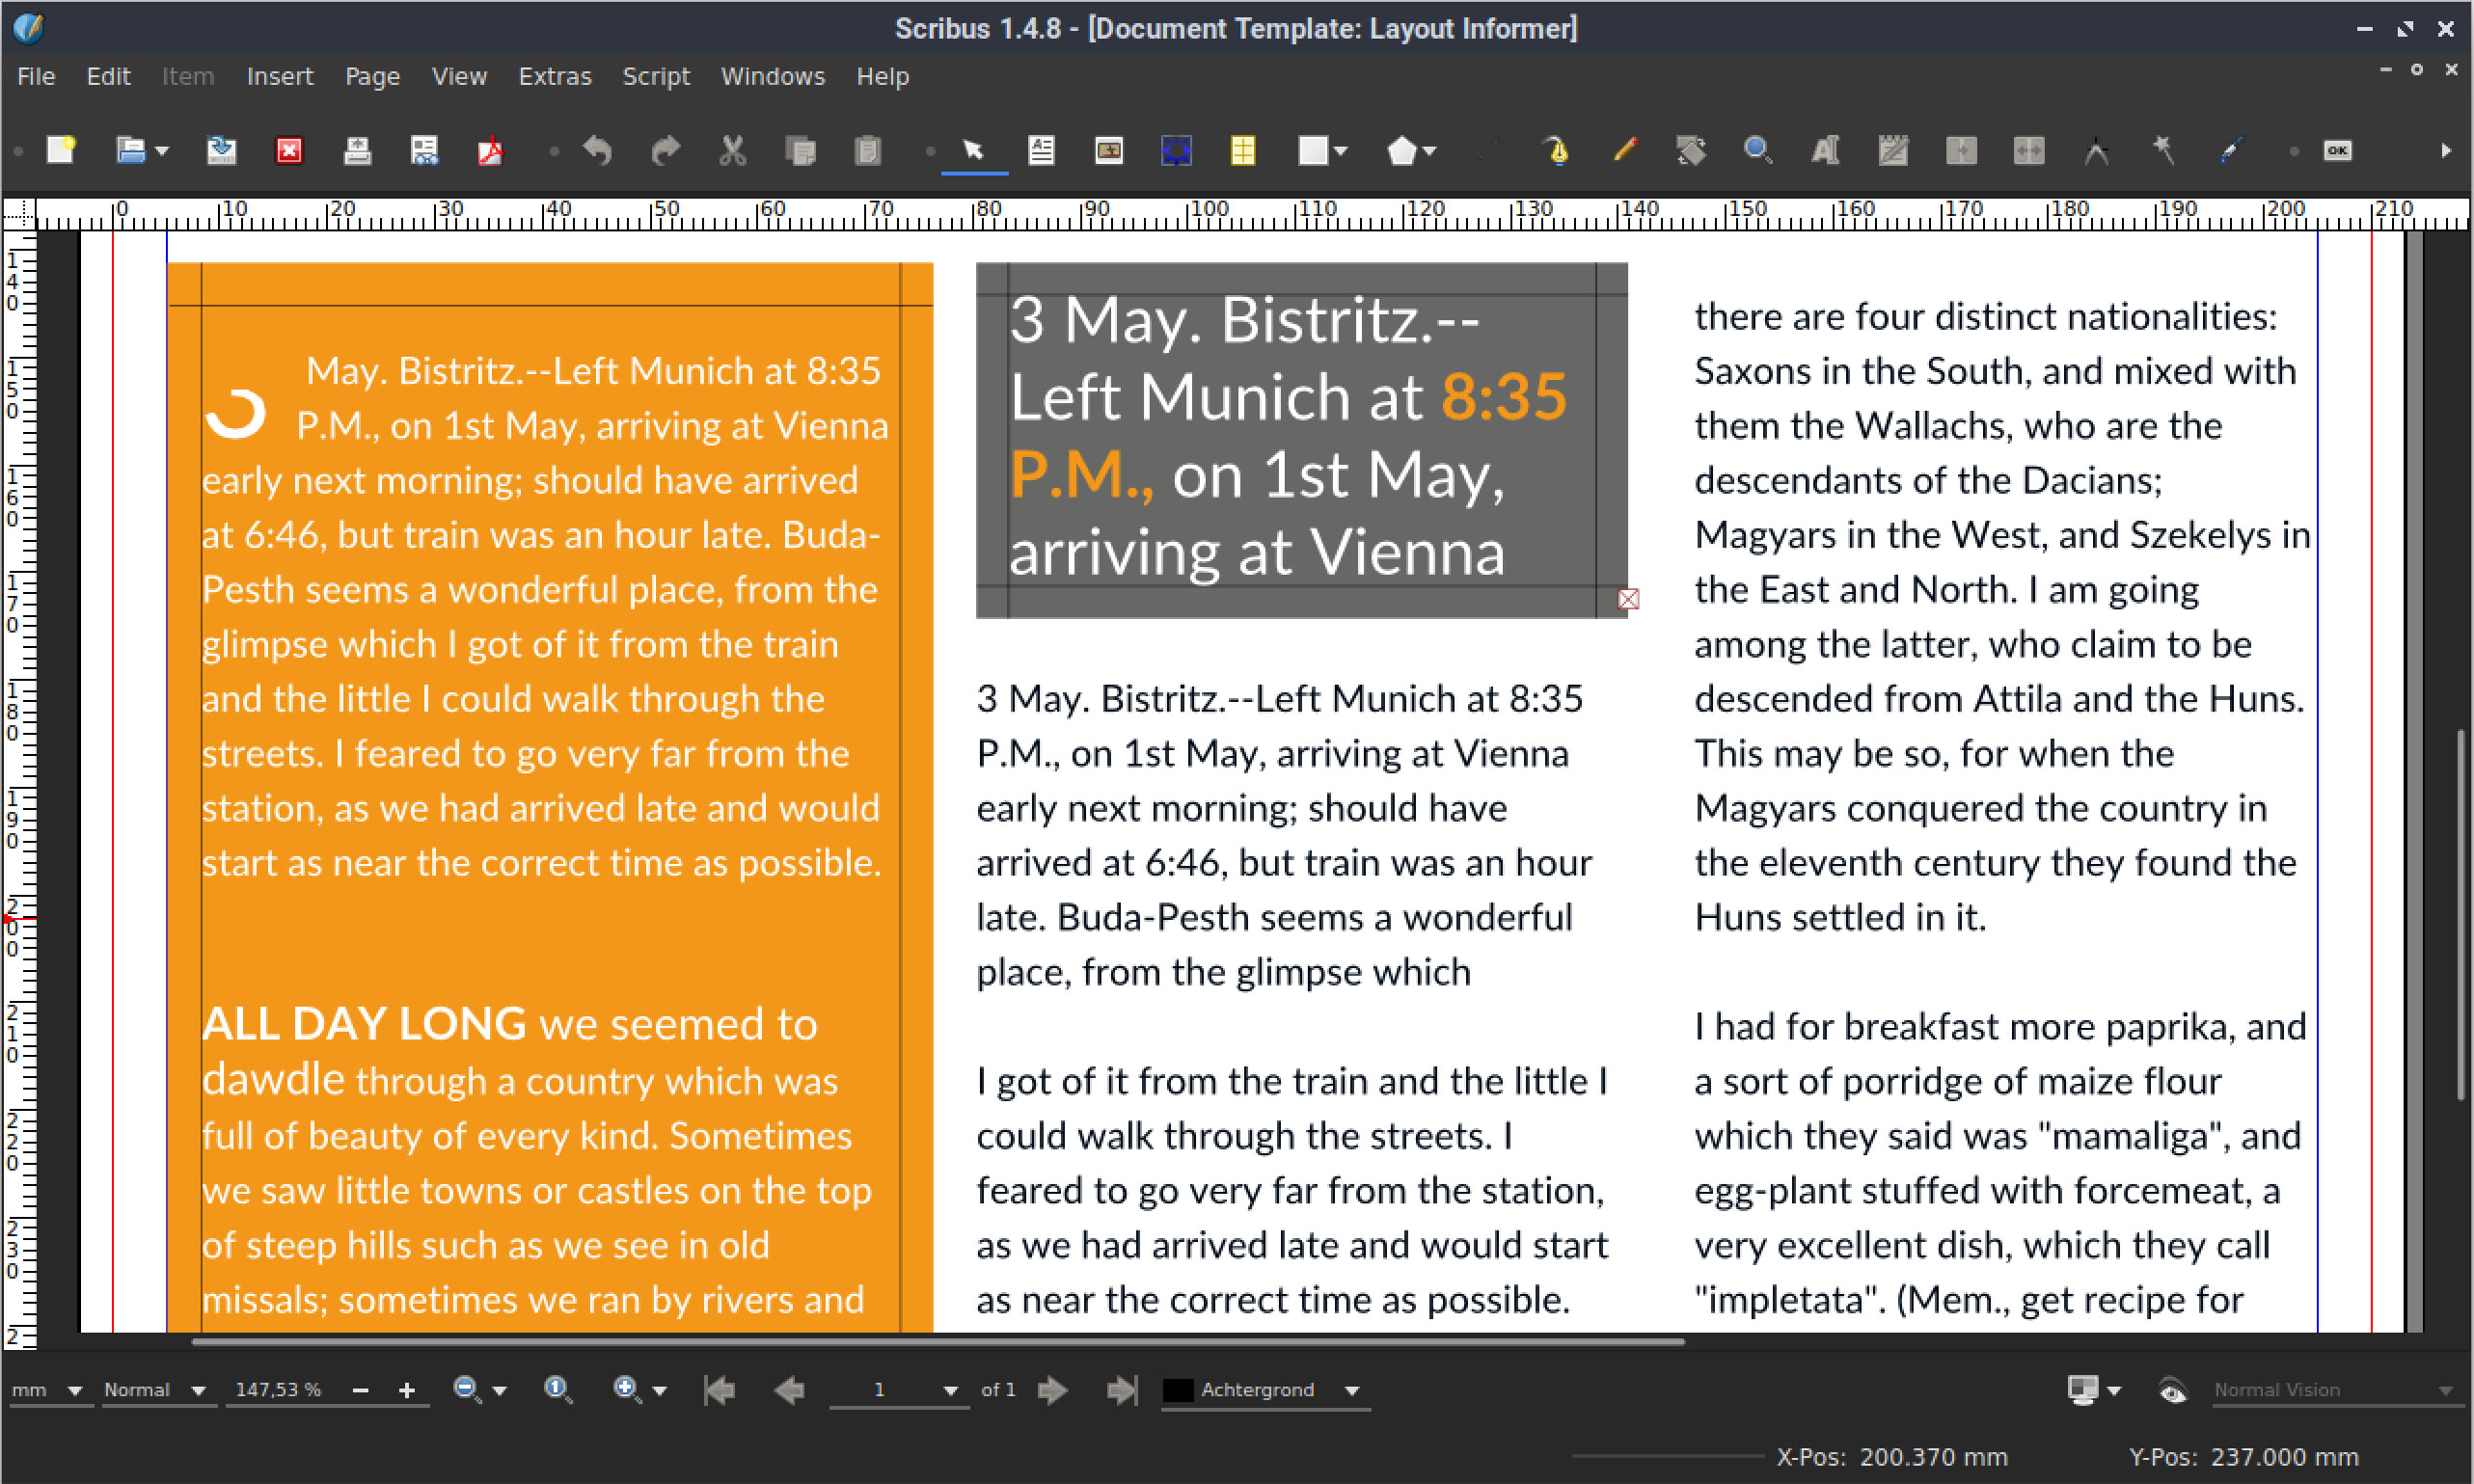 Scribus 1.4.8 - [Document Template: Layout Informer]
File Edit Item Insert Page View Extras Script Windows Help
OK
0 10 20 30 40 50 60 70 80 90 100 110 120 130 140 150 160 170 180 190 200 210
140
150
160
170
180
190
200
210
220
230
2
May. Bistritz.--Left Munich at 8:35
P.M., on 1st May, arriving at Vienna
early next morning; should have arrived
at 6:46, but train was an hour late. Buda-
Pesth seems a wonderful place, from the
glimpse which I got of it from the train
and the little I could walk through the
streets. I feared to go very far from the
station, as we had arrived late and would
start as near the correct time as possible.
ALL DAY LONG we seemed to
dawdle through a country which was
full of beauty of every kind. Sometimes
we saw little towns or castles on the top
of steep hills such as we see in old
missals; sometimes we ran by rivers and
3 May. Bistritz.--
Left Munich at 8:35
P.M., on 1st May,
arriving at Vienna
3 May. Bistritz.--Left Munich at 8:35
P.M., on 1st May, arriving at Vienna
early next morning; should have
arrived at 6:46, but train was an hour
late. Buda-Pesth seems a wonderful
place, from the glimpse which
I got of it from the train and the little I
could walk through the streets. I
feared to go very far from the station,
as we had arrived late and would start
as near the correct time as possible.
there are four distinct nationalities:
Saxons in the South, and mixed with
them the Wallachs, who are the
descendants of the Dacians;
Magyars in the West, and Szekelys in
the East and North. I am going
among the latter, who claim to be
descended from Attila and the Huns.
This may be so, for when the
Magyars conquered the country in
the eleventh century they found the
Huns settled in it.
I had for breakfast more paprika, and
a sort of porridge of maize flour
which they said was "mamaliga", and
egg-plant stuffed with forcemeat, a
very excellent dish, which they call
"impletata". (Mem., get recipe for
mm Normal 147,53 % 1 of 1 Achtergrond Normal Vision
X-Pos: 200.370 mm Y-Pos: 237.000 mm